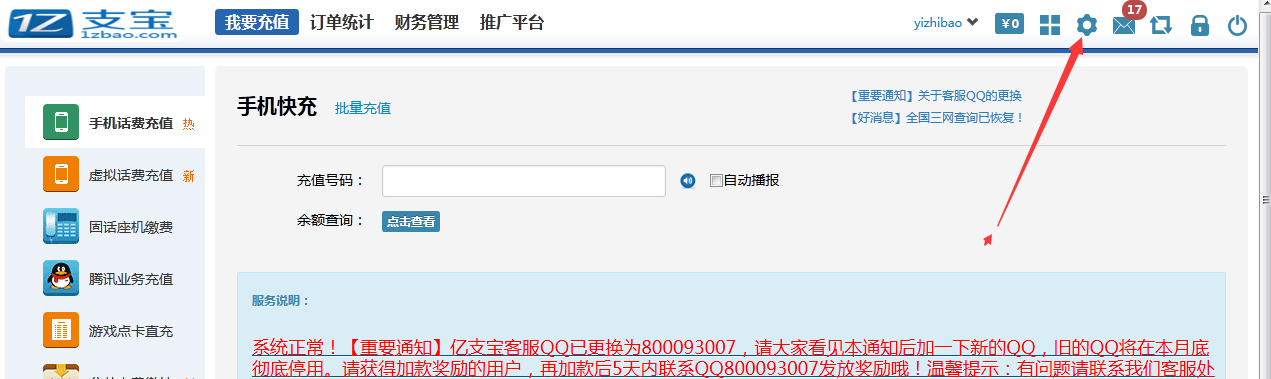 1Z 支宝
1zbao.com
我要充值 订单统计 财务管理 推广平台
yizhibao ¥0 17
手机快充 批量充值
【重要通知】关于客服QQ的更换
【好消息】全国三网查询已恢复！
手机话费充值 热
虚拟话费充值 新
固话座机缴费
腾讯业务充值
游戏点卡直充
充值号码：
自动播报
余额查询： 点击查看
服务说明：
系统正常！【重要通知】亿支宝客服QQ已更换为800093007，请大家看见本通知后加一下新的QQ，旧的QQ将在本月底
彻底停用。请获得加款奖励的用户，再加款后5天内联系QQ800093007发放奖励哦！温馨提示：有问题请联系我们客服处